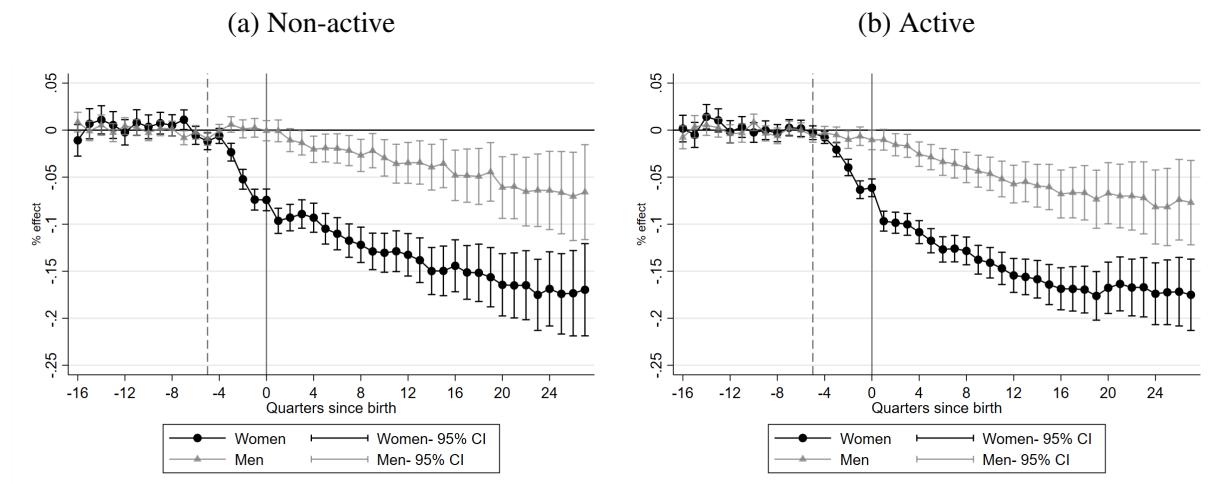 (a) Non-active
.05
0
-.05
-.1
-.15
-.2
-.25
% effect
-16 -12 -8 -4 0 4 8 12 16 20 24
Quarters since birth
Women Women- 95% CI
Men Men- 95% CI
(b) Active
.05
0
-.05
-.1
-.15
-.2
-.25
% effect
-16 -12 -8 -4 0 4 8 12 16 20 24
Quarters since birth
Women Women- 95% CI
Men Men- 95% CI